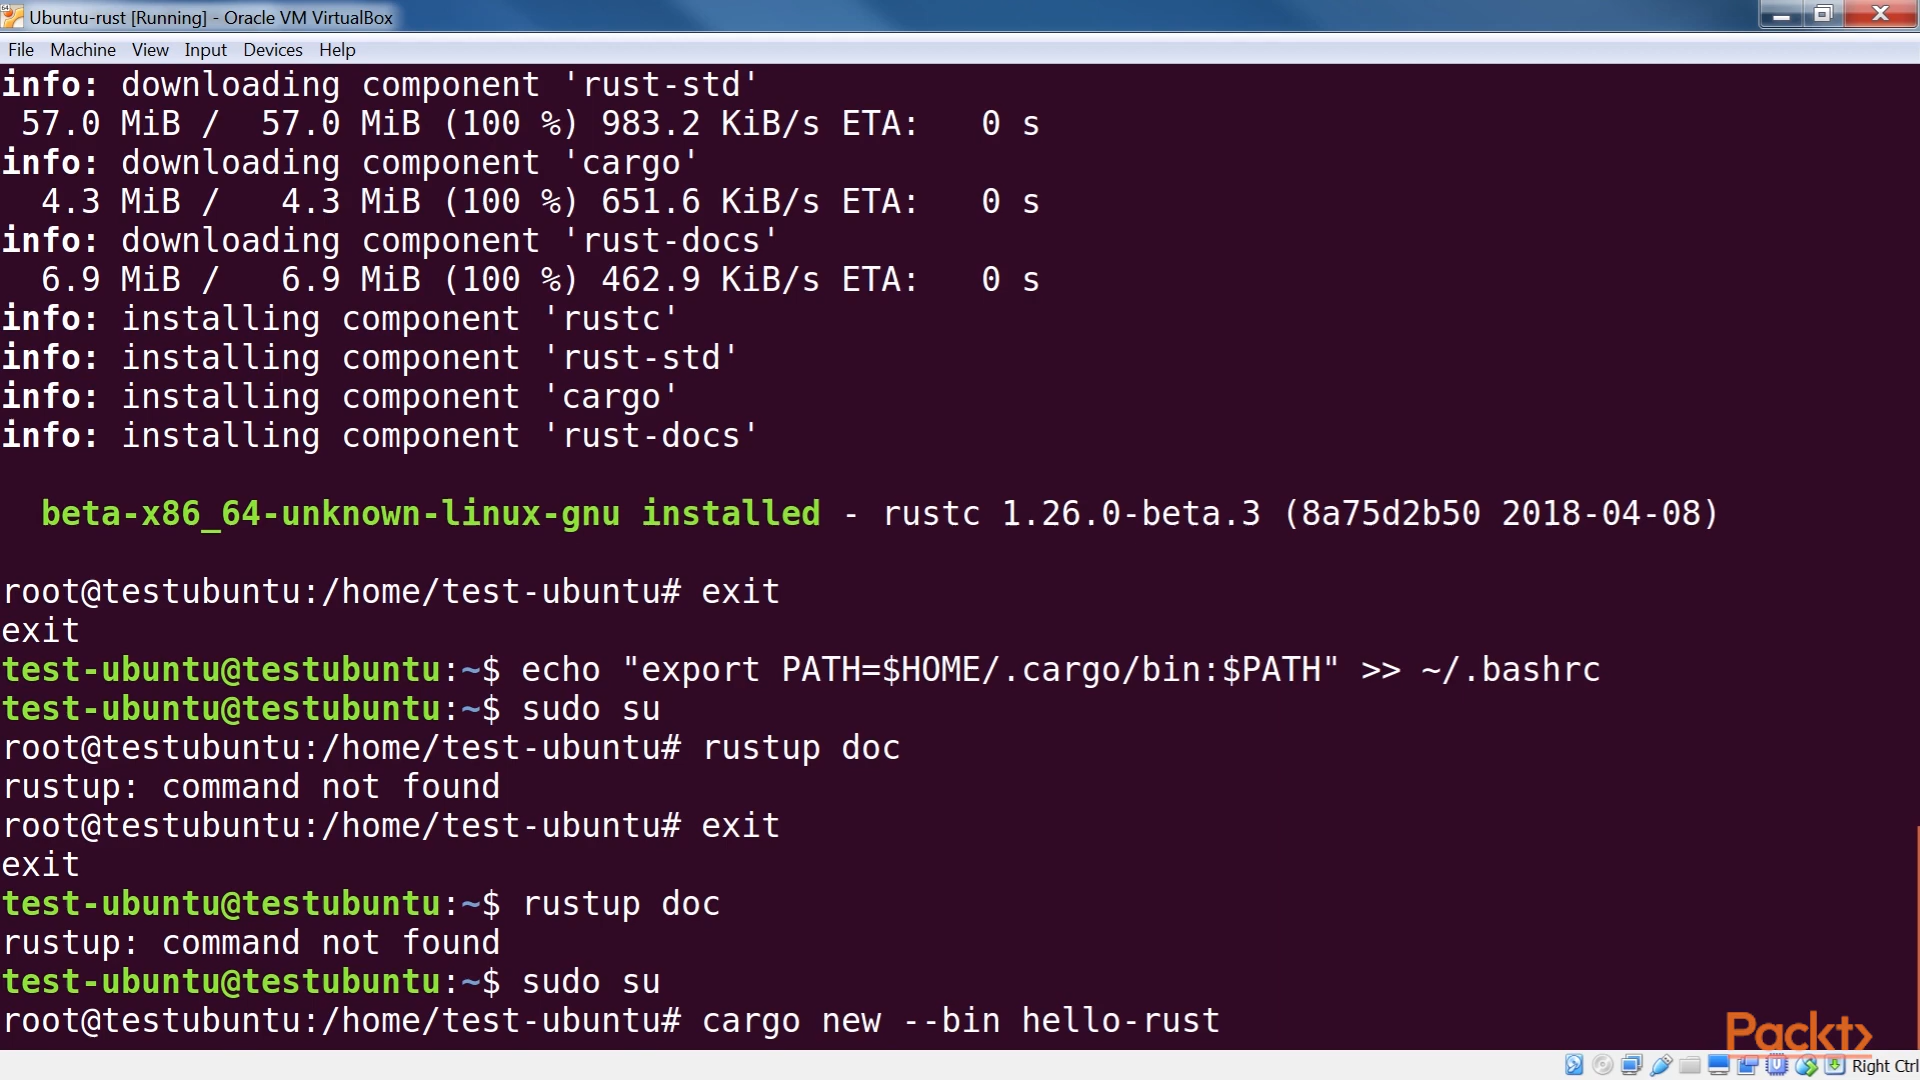 Ubuntu-rust [Running] - Oracle VM VirtualBox
File Machine View Input Devices Help
info: downloading component 'rust-std'
57.0 MiB / 57.0 MiB (100 %) 983.2 KiB/s ETA: 0 s
info: downloading component 'cargo'
4.3 MiB / 4.3 MiB (100 %) 651.6 KiB/s ETA: 0 s
info: downloading component 'rust-docs'
6.9 MiB / 6.9 MiB (100 %) 462.9 KiB/s ETA: 0 s
info: installing component 'rustc'
info: installing component 'rust-std'
info: installing component 'cargo'
info: installing component 'rust-docs'
beta-x86_64-unknown-linux-gnu installed - rustc 1.26.0-beta.3 (8a75d2b50 2018-04-08)
root@testubuntu:/home/test-ubuntu# exit
exit
test-ubuntu@testubuntu:~$ echo "export PATH=$HOME/.cargo/bin:$PATH" >> ~/.bashrc
test-ubuntu@testubuntu:~$ sudo su
root@testubuntu:/home/test-ubuntu# rustup doc
rustup: command not found
root@testubuntu:/home/test-ubuntu# exit
exit
test-ubuntu@testubuntu:~$ rustup doc
rustup: command not found
test-ubuntu@testubuntu:~$ sudo su
root@testubuntu:/home/test-ubuntu# cargo new --bin hello-rust
Packt>
Right Ctrl